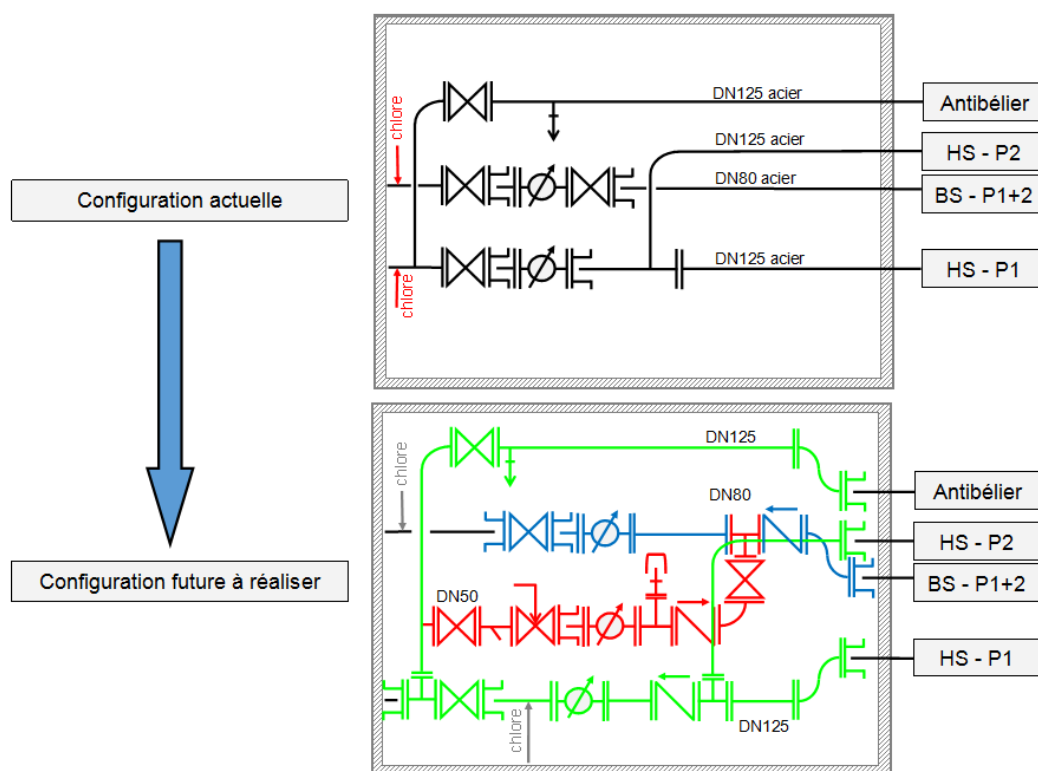 DN125 acier
Antibélier
chlore
DN125 acier
HS - P2
DN80 acier
BS - P1+2
Configuration actuelle
DN125 acier
HS - P1
chlore
DN125
chlore
DN80
Antibélier
HS - P2
Configuration future à réaliser
BS - P1+2
DN50
HS - P1
chlore
DN125